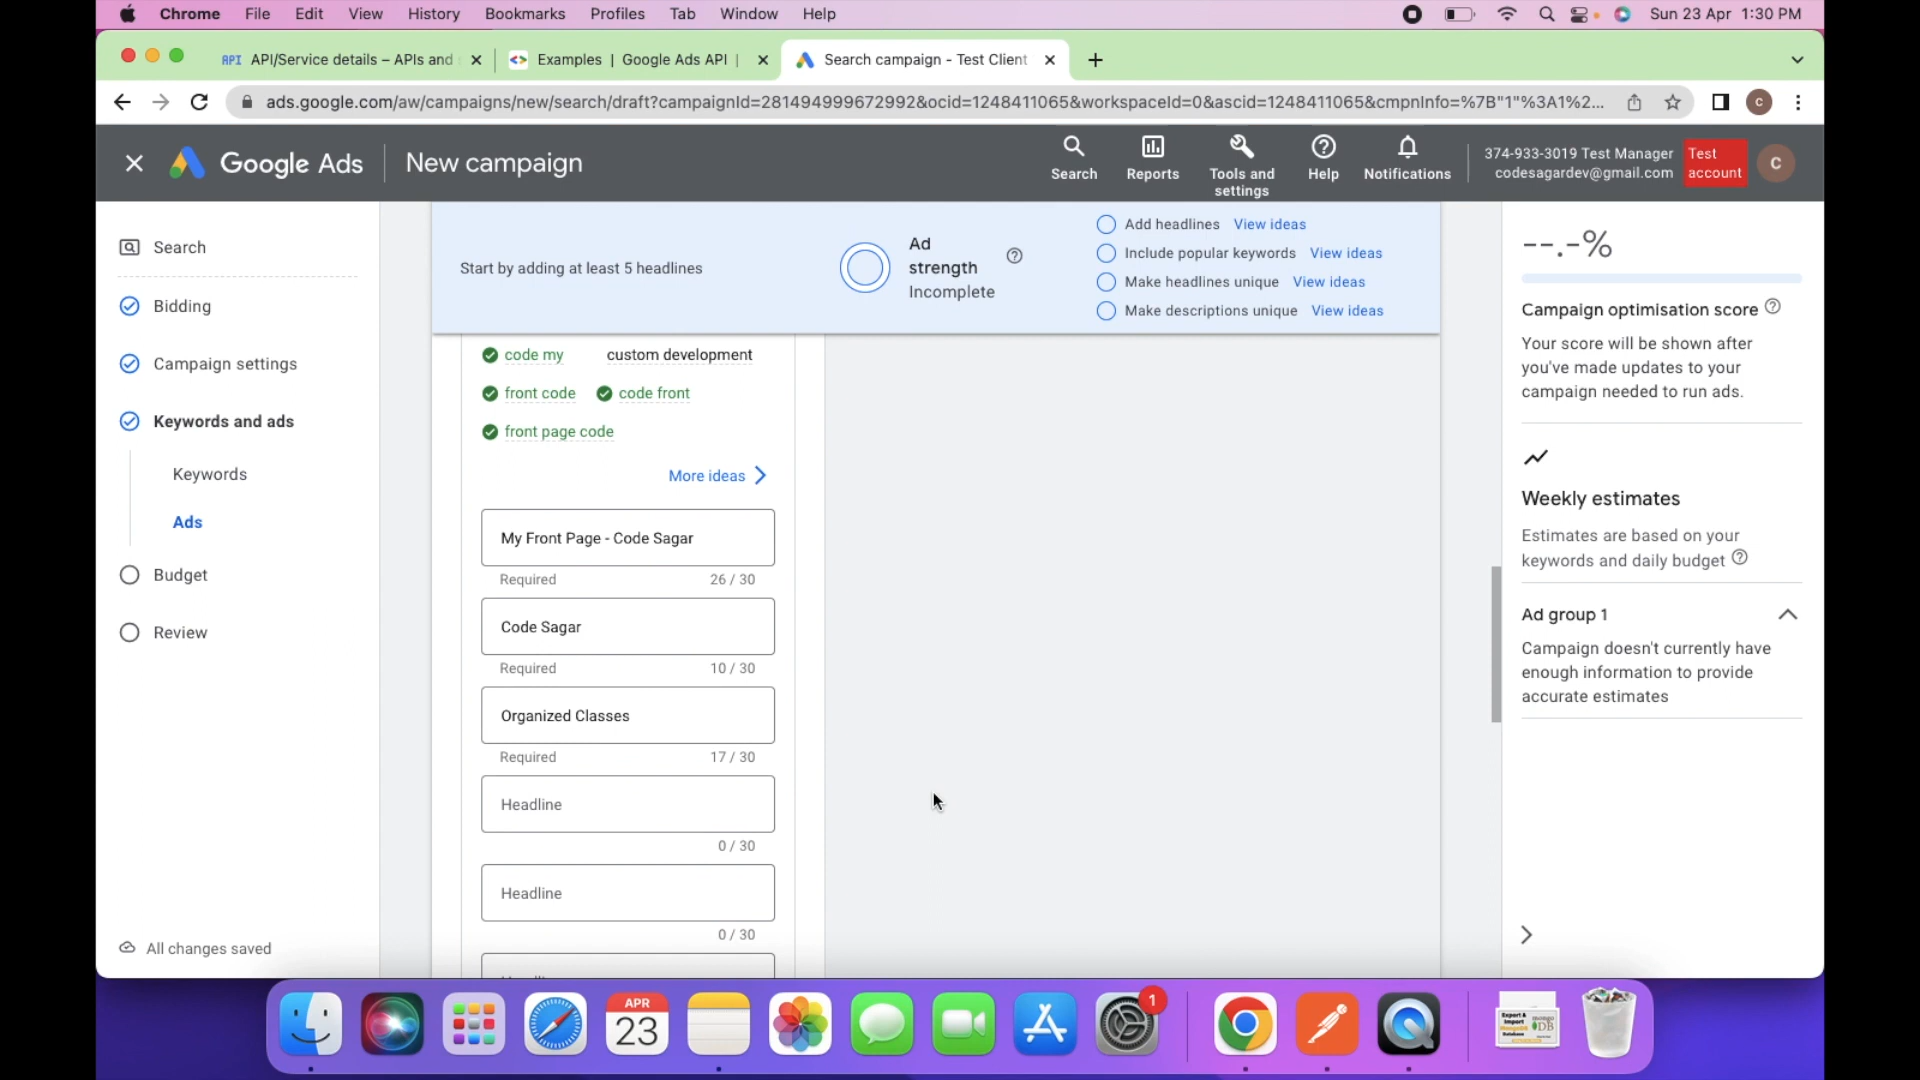 Chrome File Edit View History Bookmarks Profiles Tab Window Help Sun 23 Apr 1:30 PM
API API/Service details – APIs and Examples | Google Ads API | Search campaign - Test Client
ads.google.com/aw/campaigns/new/search/draft?campaignId=281494999672992&ocid=1248411065&workspaceId=0&ascid=1248411065&cmpnInfo=%7B"1"%3A1%2...
C
Google Ads New campaign
Search Reports Tools and settings Help Notifications
374-933-3019 Test Manager
codesagardev@gmail.com
Test account
C
Search
Bidding
Campaign settings
Keywords and ads
Keywords
Ads
Budget
Review
All changes saved
Start by adding at least 5 headlines
Ad strength
Incomplete
Add headlines View ideas
Include popular keywords View ideas
Make headlines unique View ideas
Make descriptions unique View ideas
code my custom development
front code code front
front page code
More ideas
My Front Page - Code Sagar
Required 26 / 30
Code Sagar
Required 10 / 30
Organized Classes
Required 17 / 30
Headline
0 / 30
Headline
0 / 30
--.-%
Campaign optimisation score
Your score will be shown after
you've made updates to your
campaign needed to run ads.
Weekly estimates
Estimates are based on your
keywords and daily budget
Ad group 1
Campaign doesn't currently have
enough information to provide
accurate estimates
APR
23
1
Export &
Import
MongoDB
Database
mongo
DB